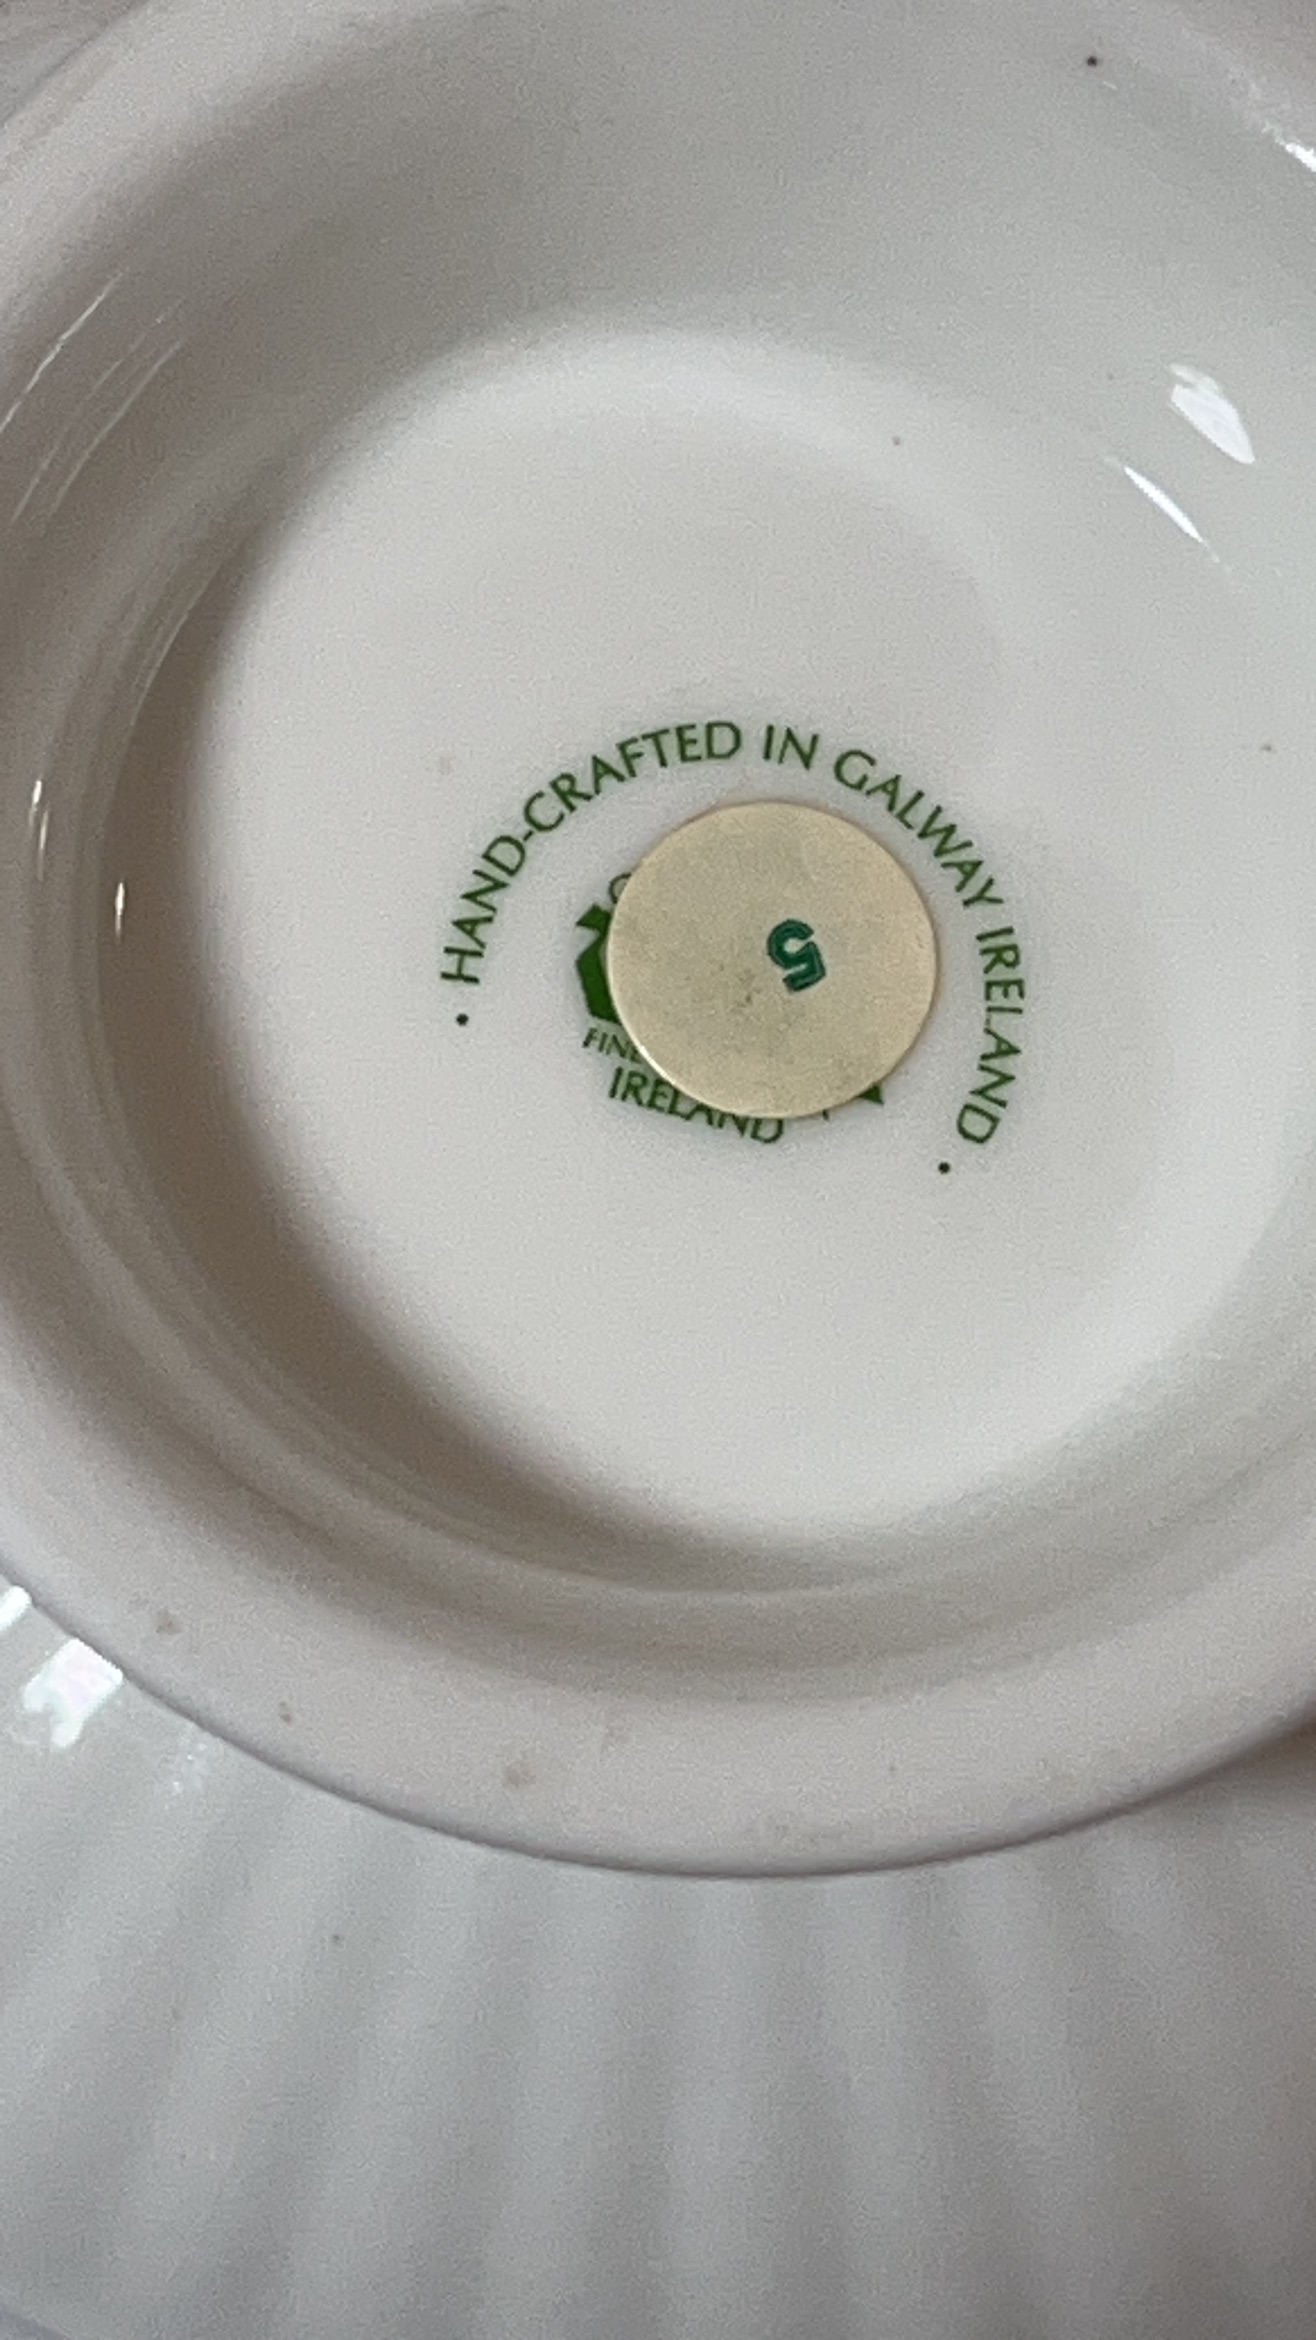 • HAND-CRAFTED IN GALWAY IRELAND •
5
IRELAND